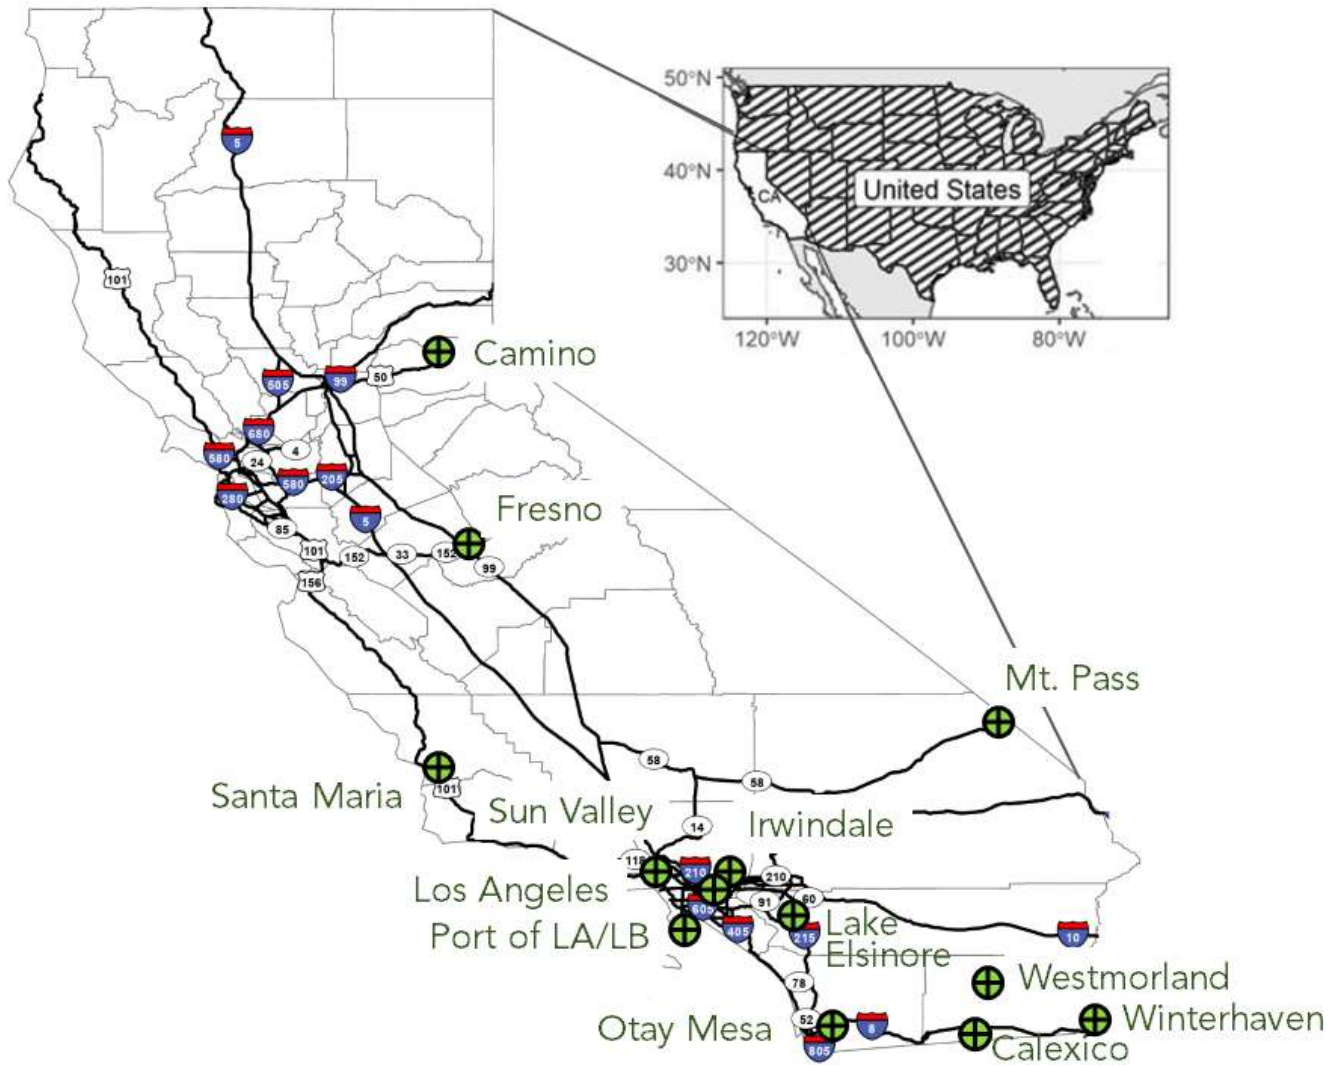 50°N
40°N
30°N
120°W
100°W
80°W
United States
CA
5
101
Camino
505
99
50
680
580
24
4
280
580
205
5
Fresno
85
101
152
33
152
99
156
Mt. Pass
58
58
Santa Maria
101
Sun Valley
14
Irwindale
118
210
210
Los Angeles
605
91
60
Port of LA/LB
405
215
Lake
Elsinore
10
78
Westmorland
Otay Mesa
52
8
805
Winterhaven
Calexico